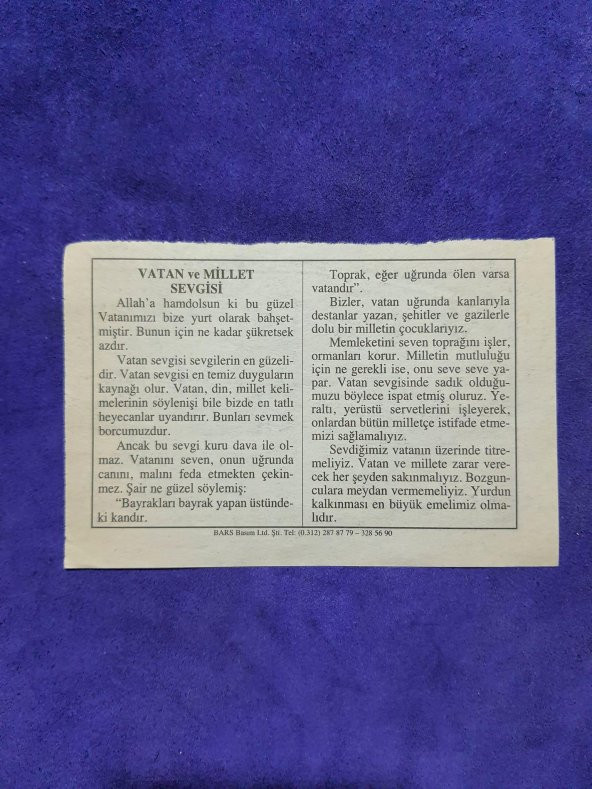 VATAN ve MİLLET
SEVGİSİ
Allah'a hamdolsun ki bu güzel
Vatanımızı bize yurt olarak bahşet-
miştir. Bunun için ne kadar şükretsek
azdır.
Vatan sevgisi sevgilerin en güzeli-
dir. Vatan sevgisi en temiz duyguların
kaynağı olur. Vatan, din, millet keli-
melerinin söylenişi bile bizde en tatlı
heyecanlar uyandırır. Bunları sevmek
borcumuzdur.
Ancak bu sevgi kuru dava ile ol-
maz. Vatanını seven, onun uğrunda
canını, malını feda etmekten çekin-
mez. Şair ne güzel söylemiş:
"Bayrakları bayrak yapan üstünde-
ki kandır.
Toprak, eğer uğrunda ölen varsa
vatandır".
Bizler, vatan uğrunda kanlarıyla
destanlar yazan, şehitler ve gazilerle
dolu bir milletin çocuklarıyız.
Memleketini seven toprağını işler,
ormanları korur. Milletin mutluluğu
için ne gerekli ise, onu seve seve ya-
par. Vatan sevgisinde sadık olduğu-
muzu böylece ispat etmiş oluruz. Ye-
raltı, yerüstü servetlerini işleyerek,
onlardan bütün milletçe istifade etme-
mizi sağlamalıyız.
Sevdiğimiz vatanın üzerinde titre-
meliyiz. Vatan ve millete zarar vere-
cek her şeyden sakınmalıyız. Bozgun-
culara meydan vermemeliyiz. Yurdun
kalkınması en büyük emelimiz olma-
lıdır.
BARS Basım Ltd. Şti. Tel: (0.312) 287 87 79 – 328 56 90